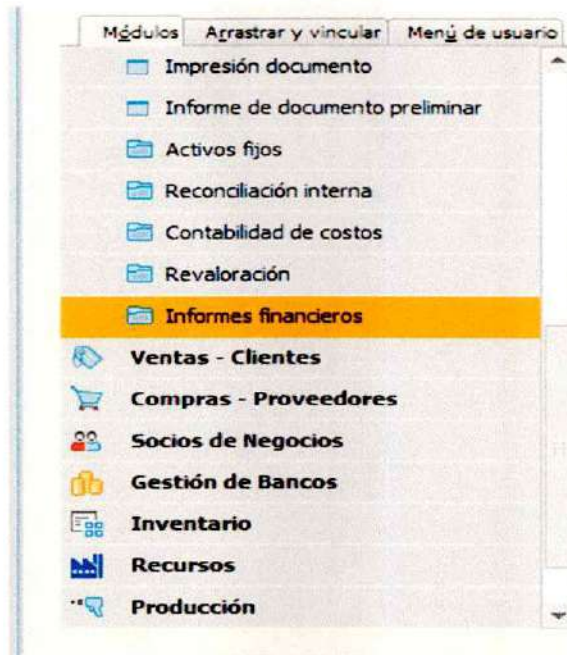 Módulos Arrastrar y vincular Menú de usuario
Impresión documento
Informe de documento preliminar
Activos fijos
Reconciliación interna
Contabilidad de costos
Revaloración
Informes financieros
Ventas - Clientes
Compras - Proveedores
Socios de Negocios
Gestión de Bancos
Inventario
Recursos
Producción